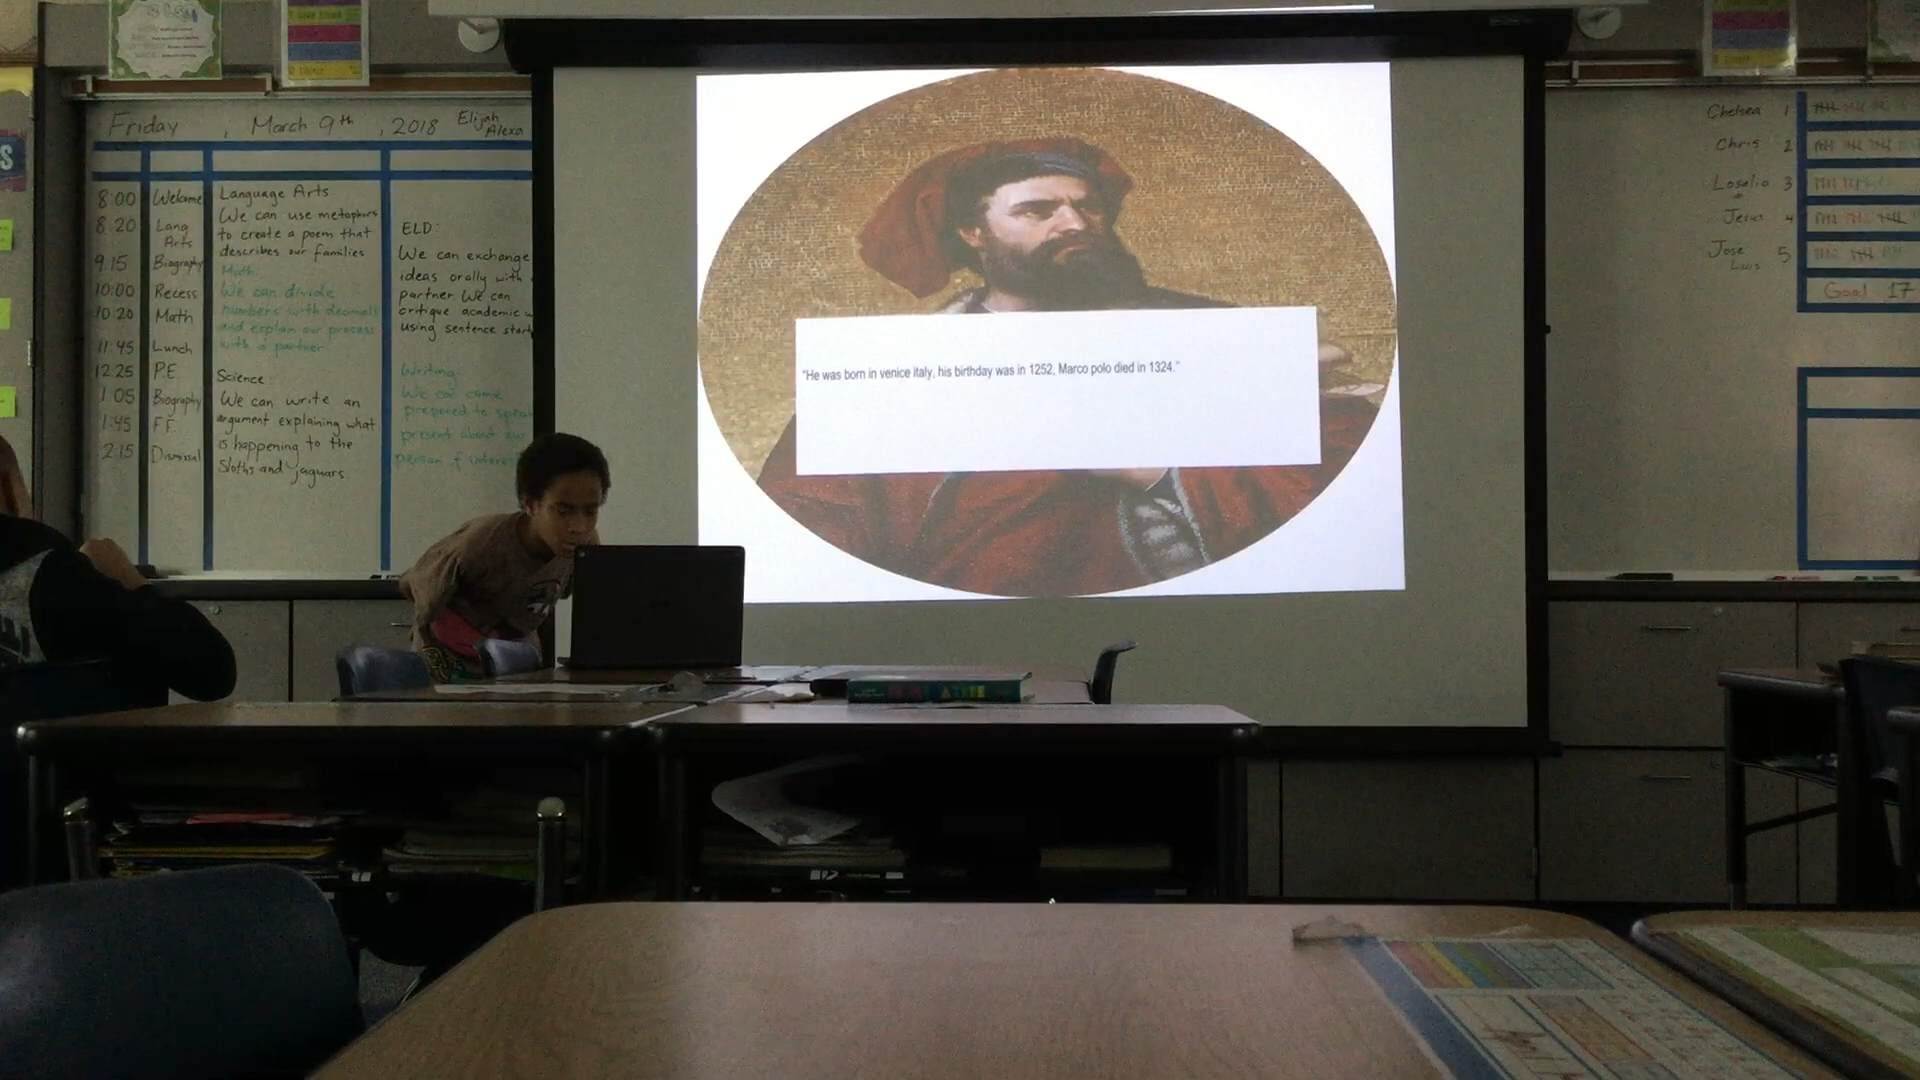 Friday, March 9th, 2018
Elijah
Alexa
8:00 Welcome
8:20 Lang Arts
9:15 Biography
10:00 Recess
10:20 Math
11:45 Lunch
12:25 P.E.
1:05 Biography
1:45 F.F.
2:15 Dismissal
Language Arts
We can use metaphors
to create a poem that
describes our families
Math
We can divide
numbers with decimals
and explain our process
with a partner
Science:
We can write an
argument explaining what
is happening to the
Sloths and jaguars.
ELD:
We can exchange
ideas orally with
partner. We can
critique academic
using sentence
Writing:
We can come
prepared to
present about our
person of
"He was born in venice italy, his birthday was in 1252, Marco polo died in 1324."
Chelsea 1
Chris 2
Loselio 3
Jesus 4
Jose Luis 5
Goal 17